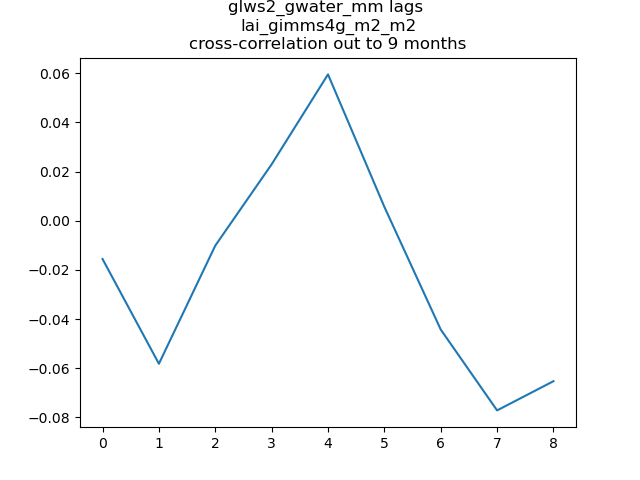 glws2_gwater_mm lags
lai_gimms4g_m2_m2
cross-correlation out to 9 months
0.06
0.04
0.02
0.00
−0.02
−0.04
−0.06
−0.08
0 1 2 3 4 5 6 7 8